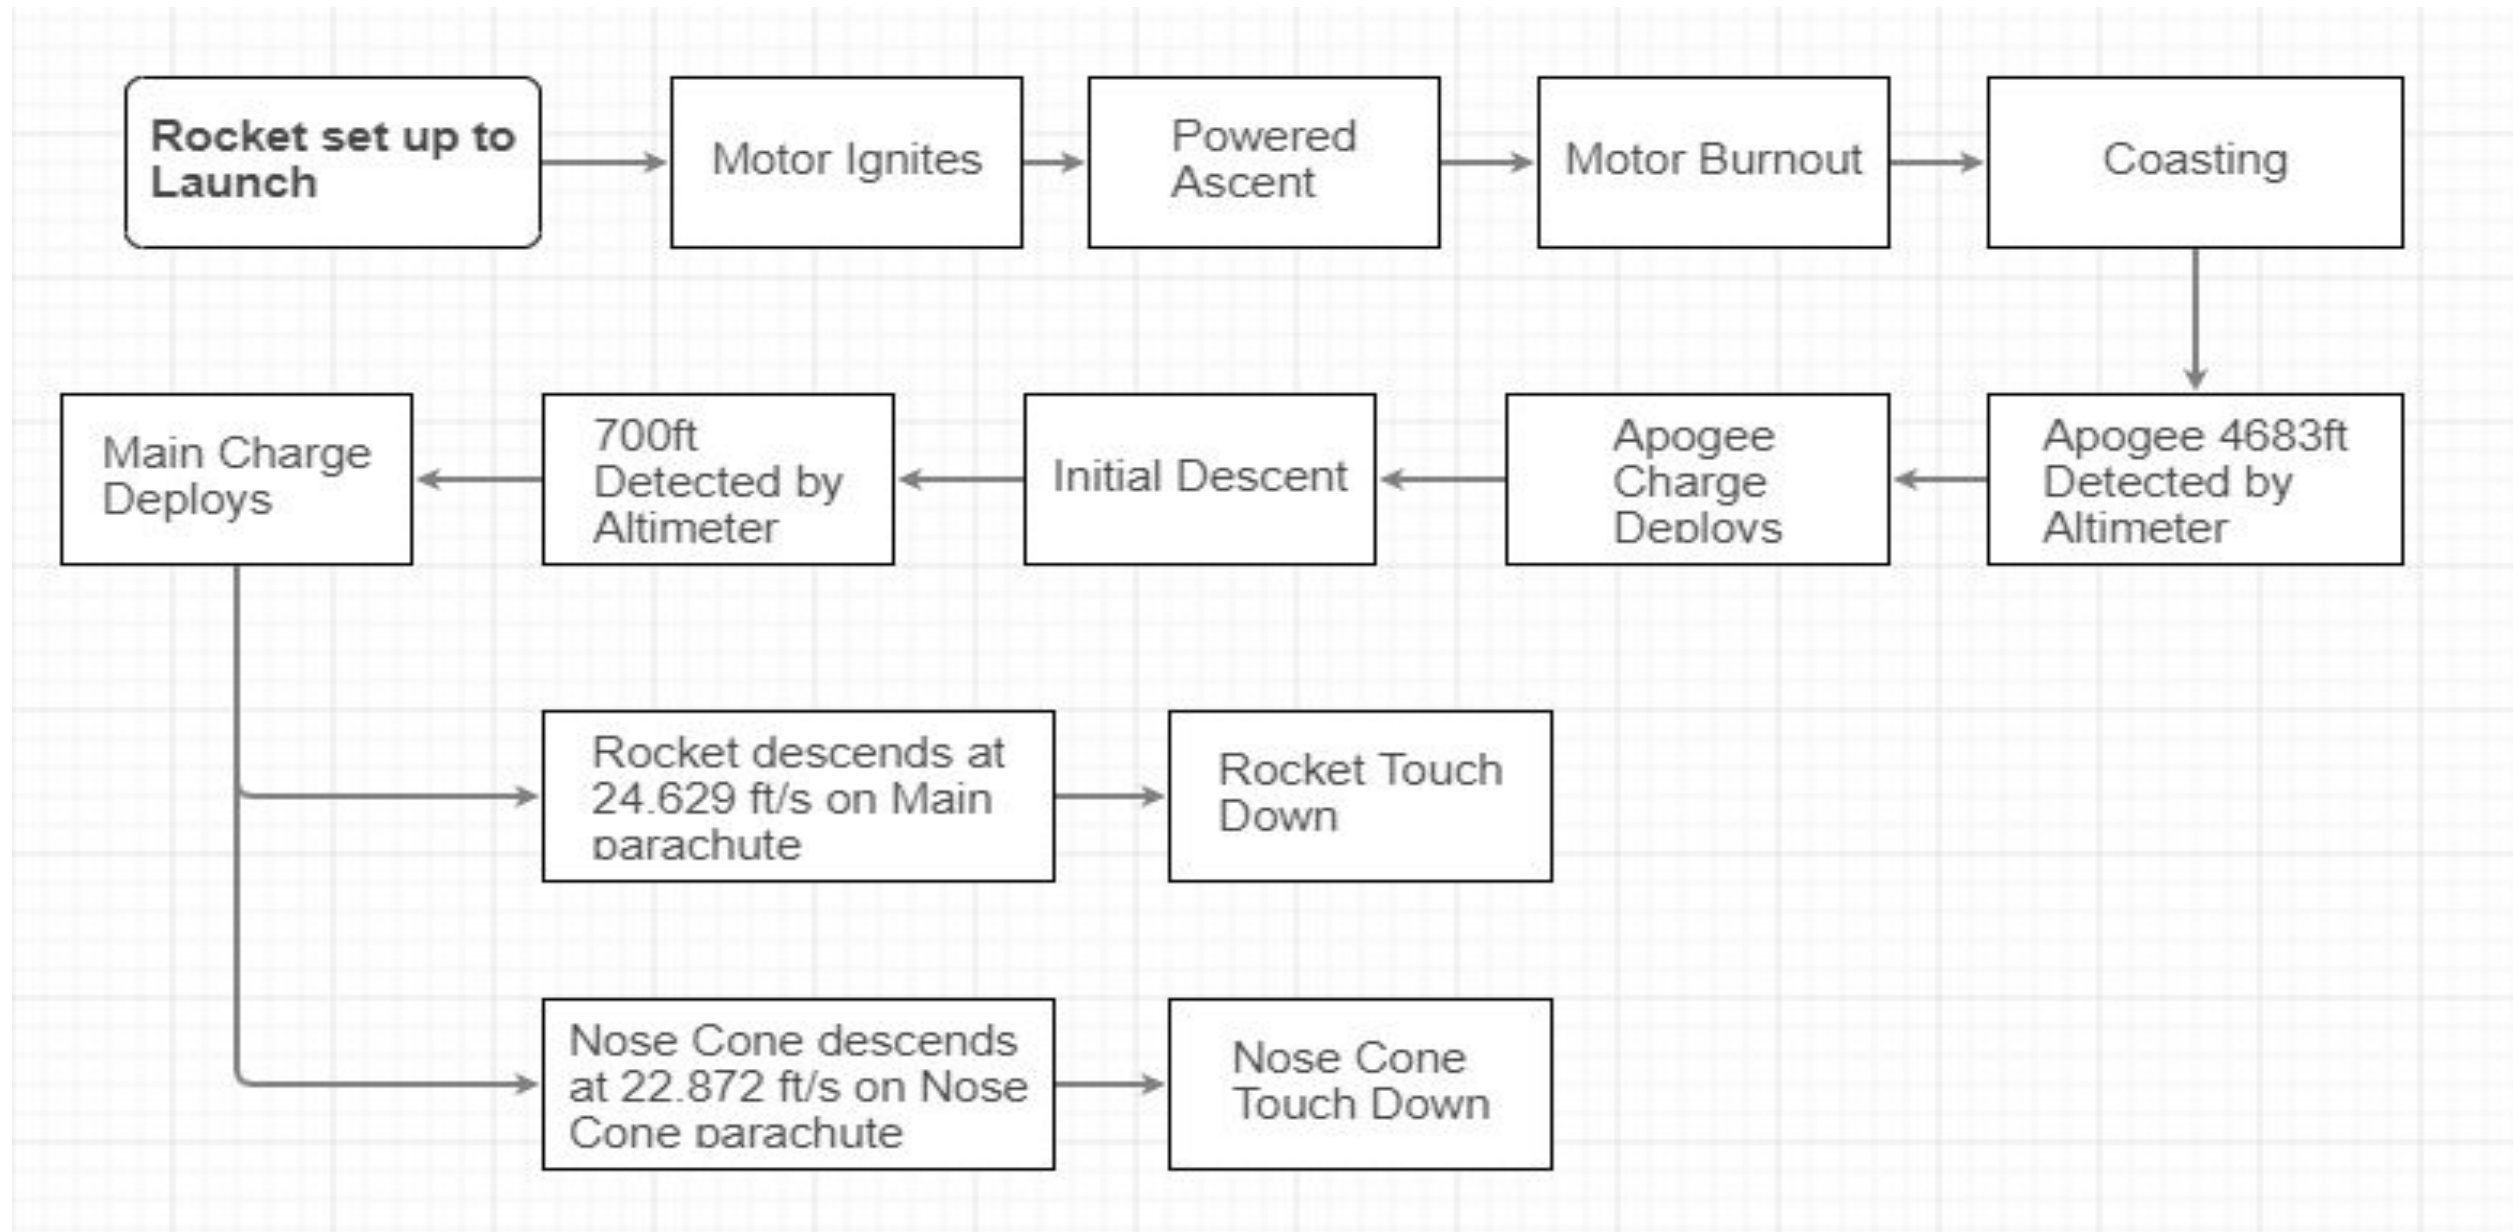 Rocket set up to
Launch
Motor Ignites
Powered
Ascent
Motor Burnout
Coasting
Apogee 4683ft
Detected by
Altimeter
Apogee
Charge
Deploys
Initial Descent
700ft
Detected by
Altimeter
Main Charge
Deploys
Rocket descends at
24.629 ft/s on Main
parachute
Rocket Touch
Down
Nose Cone descends
at 22.872 ft/s on Nose
Cone parachute
Nose Cone
Touch Down